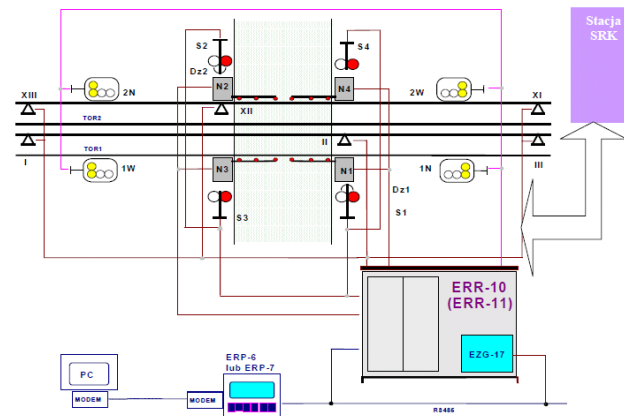 Stacja
SRK
S2
S4
Dz2
XIII
2N
N2
N4
2W
XI
XII
TOR2
TOR1
II
I
III
1W
N3
N1
1N
Dz1
S3
S1
ERR-10
(ERR-11)
EZG-17
ERP-6
lub ERP-7
PC
MODEM
MODEM
RS485